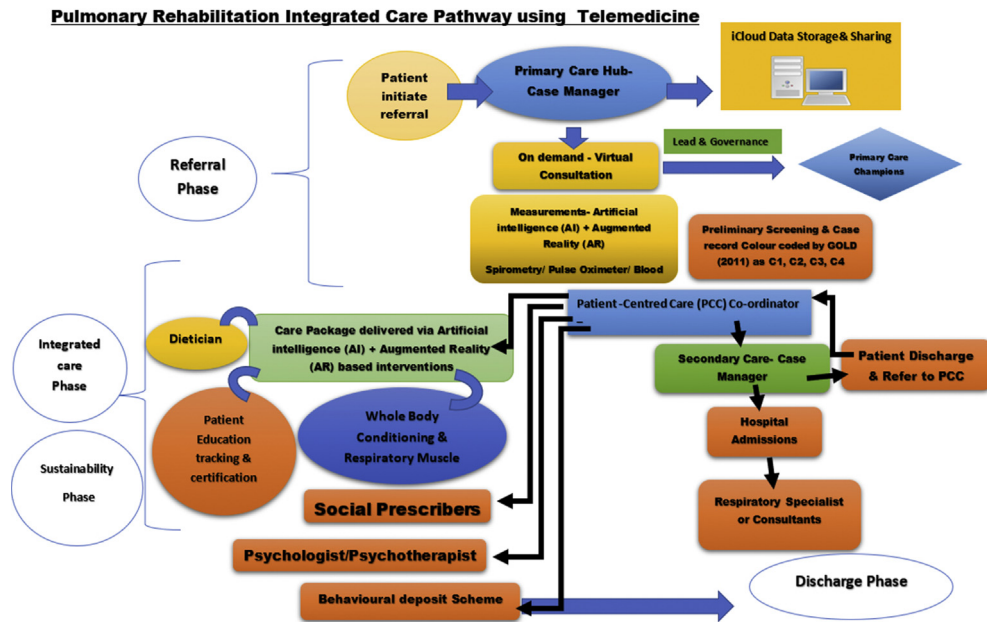 Pulmonary Rehabilitation Integrated Care Pathway using Telemedicine
iCloud Data Storage& Sharing
Patient
initiate
referral
Primary Care Hub-
Case Manager
Lead & Governance
Referral
Phase
On demand - Virtual
Consultation
Primary Care
Champions
Measurements- Artificial
intelligence (AI) + Augmented
Reality (AR)
Spirometry/ Pulse Oximeter/ Blood
Preliminary Screening & Case
record Colour coded by GOLD
(2011) as C1, C2, C3, C4
Patient -Centred Care (PCC) Co-ordinator
Integrated
care
Phase
Dietician
Care Package delivered via Artificial
intelligence (AI) + Augmented Reality
(AR) based interventions
Secondary Care- Case
Manager
Patient Discharge
& Refer to PCC
Patient
Education
tracking &
certification
Whole Body
Conditioning &
Respiratory Muscle
Hospital
Admissions
Sustainability
Phase
Social Prescribers
Respiratory Specialist
or Consultants
Psychologist/Psychotherapist
Behavioural deposit Scheme
Discharge Phase